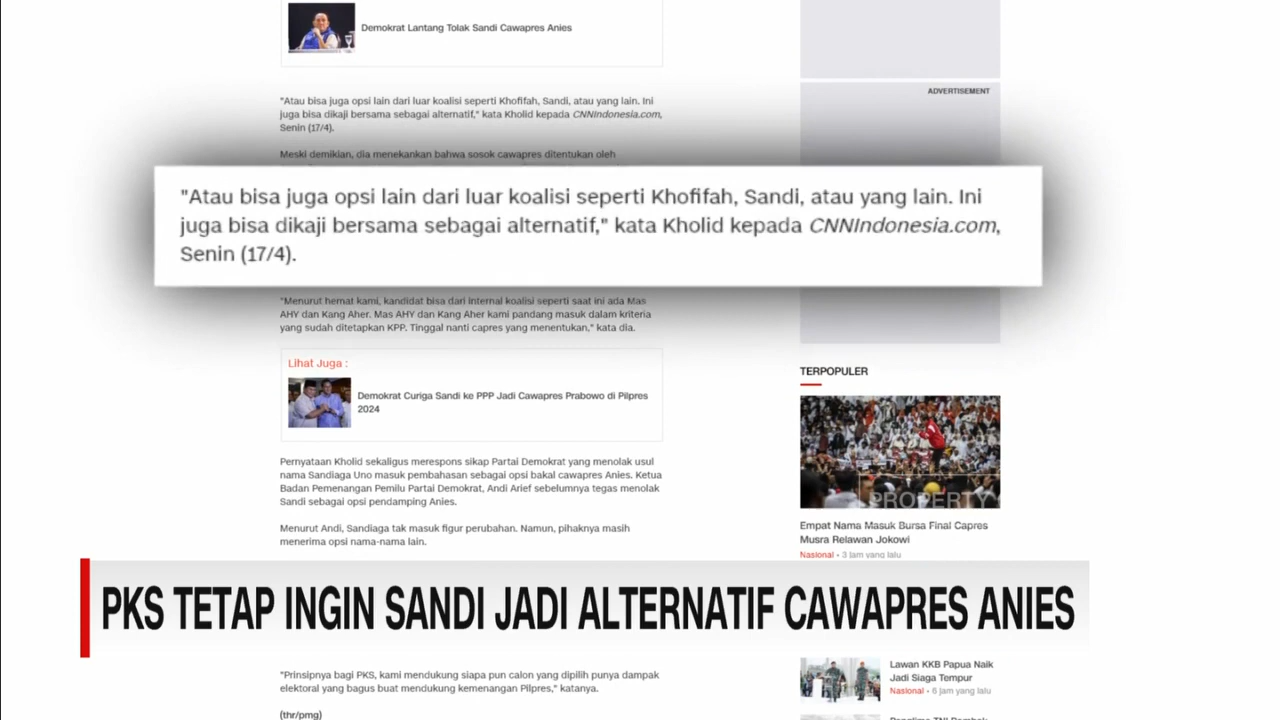 Demokrat Lantang Tolak Sandi Cawapres Anies
ADVERTISEMENT
"Atau bisa juga opsi lain dari luar koalisi seperti Khofifah, Sandi, atau yang lain. Ini
juga bisa dikaji bersama sebagai alternatif," kata Kholid kepada CNNIndonesia.com,
Senin (17/4).
Meski demikian, dia menekankan bahwa sosok cawapres ditentukan oleh
"Atau bisa juga opsi lain dari luar koalisi seperti Khofifah, Sandi, atau yang lain. Ini
juga bisa dikaji bersama sebagai alternatif," kata Kholid kepada CNNIndonesia.com,
Senin (17/4).
"Menurut hemat kami, kandidat bisa dari internal koalisi seperti saat ini ada Mas
AHY dan Kang Aher. Mas AHY dan Kang Aher kami pandang masuk dalam kriteria
yang sudah ditetapkan KPP. Tinggal nanti capres yang menentukan," kata dia.
Lihat Juga :
Demokrat Curiga Sandi ke PPP Jadi Cawapres Prabowo di Pilpres
2024
Pernyataan Kholid sekaligus merespons sikap Partai Demokrat yang menolak usul
nama Sandiaga Uno masuk pembahasan sebagai opsi bakal cawapres Anies. Ketua
Badan Pemenangan Pemilu Partai Demokrat, Andi Arief sebelumnya tegas menolak
Sandi sebagai opsi pendamping Anies.
Menurut Andi, Sandiaga tak masuk figur perubahan. Namun, pihaknya masih
menerima opsi nama-nama lain.
TERPOPULER
PROPERTY
Empat Nama Masuk Bursa Final Capres
Musra Relawan Jokowi
Nasional • 3 jam yang lalu
PKS TETAP INGIN SANDI JADI ALTERNATIF CAWAPRES ANIES
"Prinsipnya bagi PKS, kami mendukung siapa pun calon yang dipilih punya dampak
elektoral yang bagus buat mendukung kemenangan Pilpres," katanya.
(thr/pmg)
Lawan KKB Papua Naik
Jadi Siaga Tempur
Nasional • 6 jam yang lalu